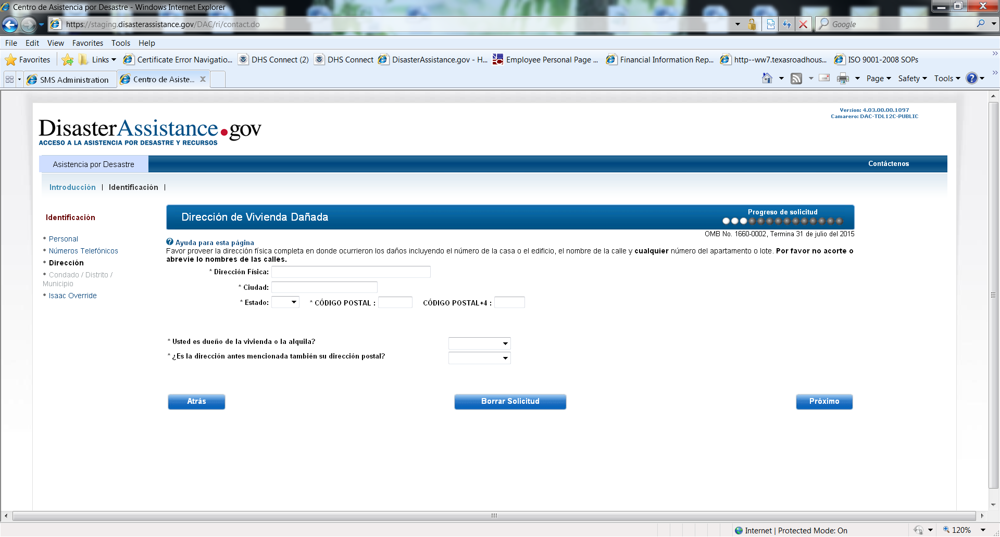 Centro de Asistencia por Desastre - Windows Internet Explorer
https://staging.disasterassistance.gov/DAC/ri/contact.do
Google
File Edit View Favorites Tools Help
Favorites Links Certificate Error Navigatio... DHS Connect (2) DHS Connect DisasterAssistance.gov - H... Employee Personal Page ... Financial Information Rep... http--ww7.texasroadhous... ISO 9001-2008 SOPs
SMS Administration Centro de Asiste... Page Safety Tools
Version: 4.03.00.00.1097
Camarero: DAC-TDL12C-PUBLIC
DisasterAssistance.gov
ACCESO A LA ASISTENCIA POR DESASTRE Y RECURSOS
Asistencia por Desastre Contáctenos
Introducción | Identificación |
Identificación
• Personal
• Números Telefónicos
• Dirección
• Condado / Distrito /
Municipio
• Isaac Override
Dirección de Vivienda Dañada Progreso de solicitud
OMB No. 1660-0002, Termina 31 de julio del 2015
Ayuda para esta página
Favor proveer la dirección física completa en donde ocurrieron los daños incluyendo el número de la casa o el edificio, el nombre de la calle y cualquier número del apartamento o lote. Por favor no acorte o
abrevie lo nombres de las calles.
* Dirección Física:
* Ciudad:
* Estado: * CÓDIGO POSTAL : CÓDIGO POSTAL+4 :
* Usted es dueño de la vivienda o la alquila?
* ¿Es la dirección antes mencionada también su dirección postal?
Atrás Borrar Solicitud Próximo
Internet | Protected Mode: On 120%